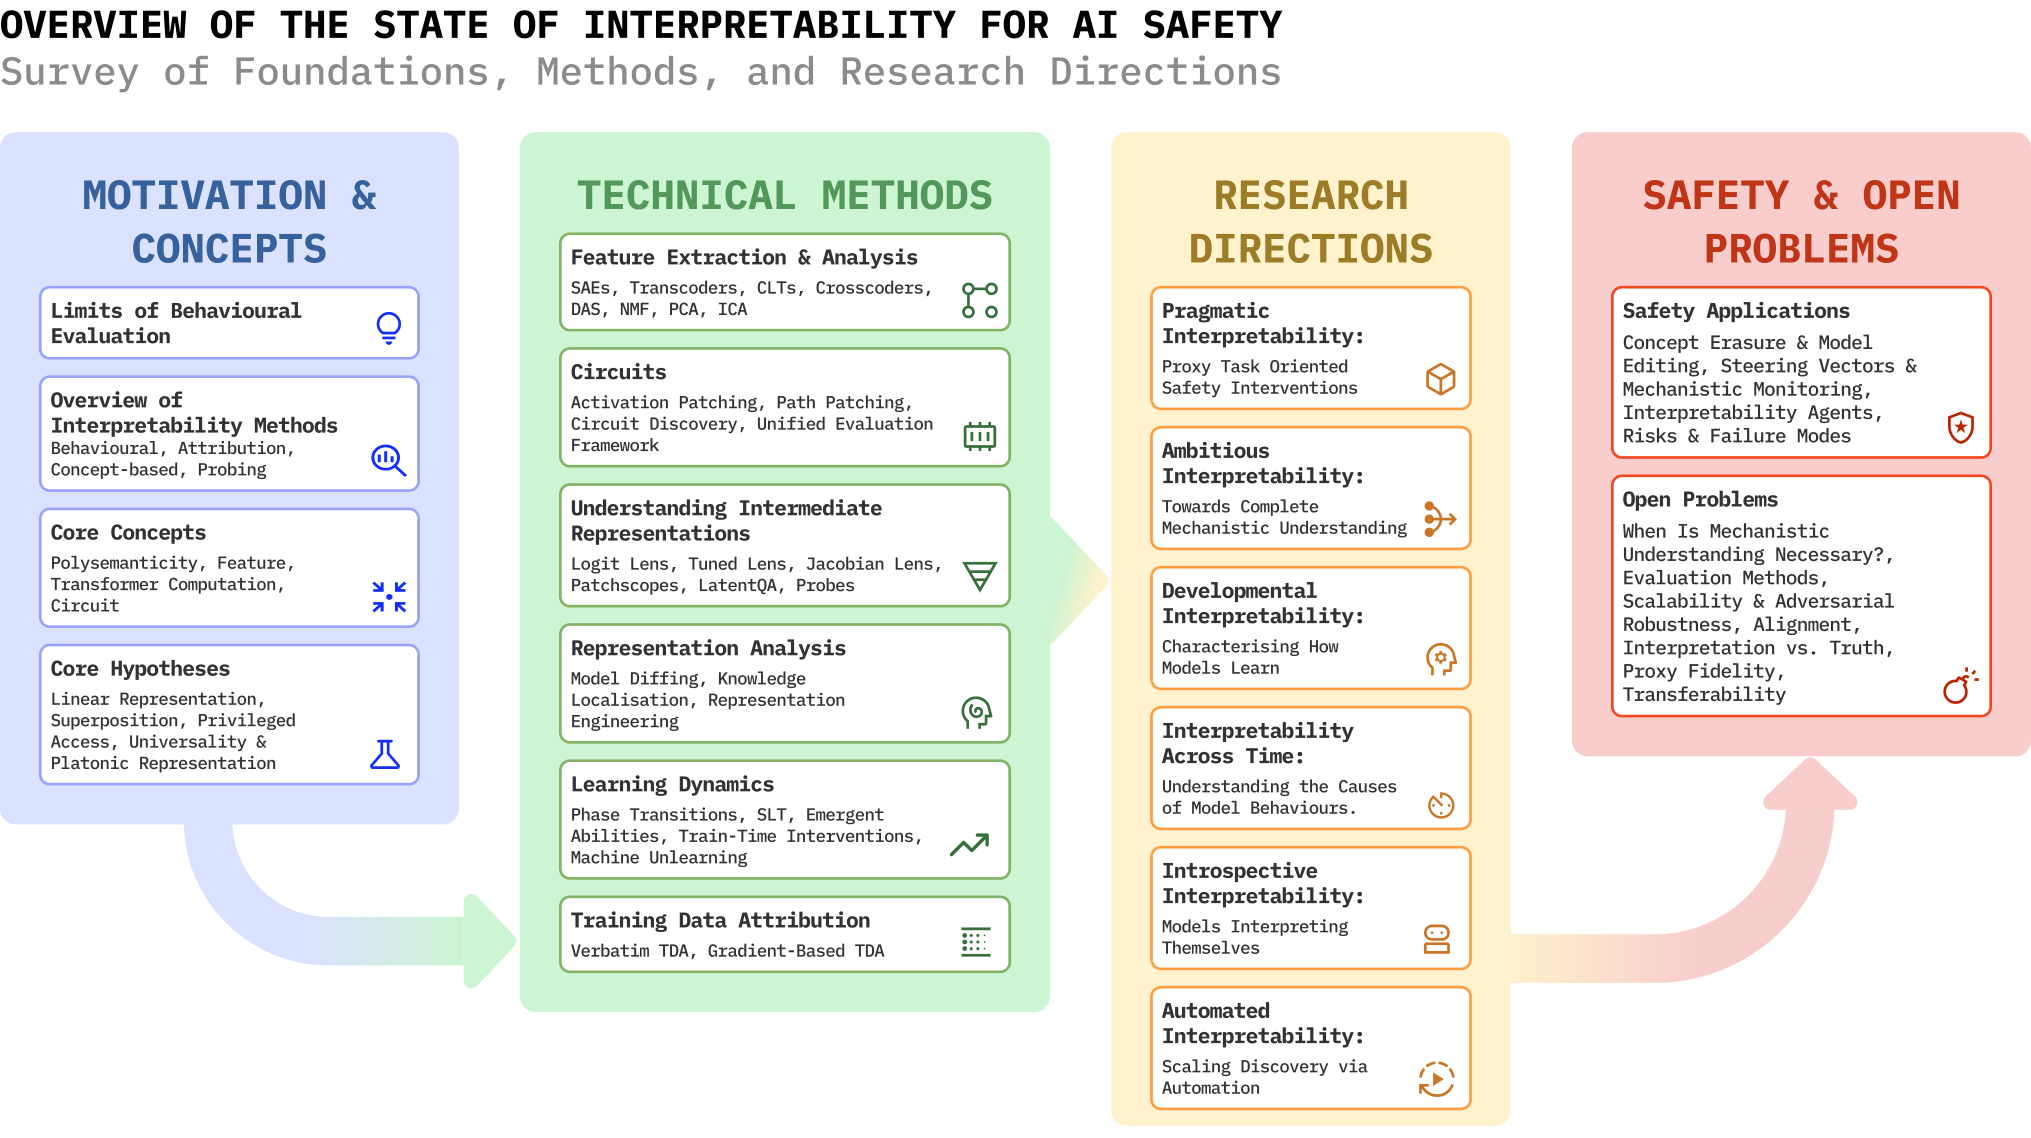 OVERVIEW OF THE STATE OF INTERPRETABILITY FOR AI SAFETY
Survey of Foundations, Methods, and Research Directions
MOTIVATION &
CONCEPTS
Limits of Behavioural
Evaluation
Overview of
Interpretability Methods
Behavioural, Attribution,
Concept-based, Probing
Core Concepts
Polysemanticity, Feature,
Transformer Computation,
Circuit
Core Hypotheses
Linear Representation,
Superposition, Privileged
Access, Universality &
Platonic Representation
TECHNICAL METHODS
Feature Extraction & Analysis
SAEs, Transcoders, CLTs, Crosscoders,
DAS, NMF, PCA, ICA
Circuits
Activation Patching, Path Patching,
Circuit Discovery, Unified Evaluation
Framework
Understanding Intermediate
Representations
Logit Lens, Tuned Lens, Jacobian Lens,
Patchscopes, LatentQA, Probes
Representation Analysis
Model Diffing, Knowledge
Localisation, Representation
Engineering
Learning Dynamics
Phase Transitions, SLT, Emergent
Abilities, Train-Time Interventions,
Machine Unlearning
Training Data Attribution
Verbatim TDA, Gradient-Based TDA
RESEARCH
DIRECTIONS
Pragmatic
Interpretability:
Proxy Task Oriented
Safety Interventions
Ambitious
Interpretability:
Towards Complete
Mechanistic Understanding
Developmental
Interpretability:
Characterising How
Models Learn
Interpretability
Across Time:
Understanding the Causes
of Model Behaviours.
Introspective
Interpretability:
Models Interpreting
Themselves
Automated
Interpretability:
Scaling Discovery via
Automation
SAFETY & OPEN
PROBLEMS
Safety Applications
Concept Erasure & Model
Editing, Steering Vectors &
Mechanistic Monitoring,
Interpretability Agents,
Risks & Failure Modes
Open Problems
When Is Mechanistic
Understanding Necessary?,
Evaluation Methods,
Scalability & Adversarial
Robustness, Alignment,
Interpretation vs. Truth,
Proxy Fidelity,
Transferability